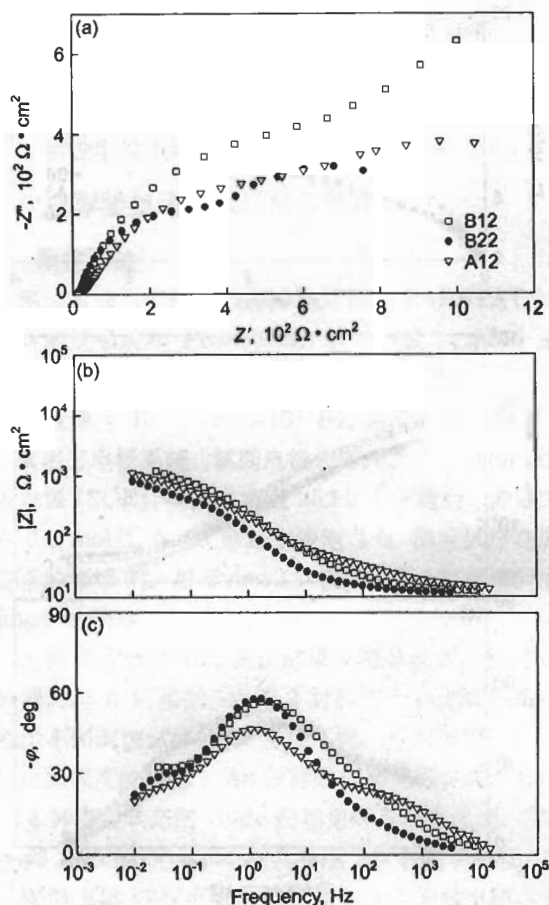 (a)
6
4
2
0
-Z″, 10² Ω·cm²
□ B12
● B22
▽ A12
0 2 4 6 8 10 12
Z′, 10² Ω·cm²
(b)
10⁵
10⁴
10³
10²
10¹
|Z|, Ω·cm²
(c)
90
60
30
0
-φ, deg
10⁻³ 10⁻² 10⁻¹ 10⁰ 10¹ 10² 10³ 10⁴ 10⁵
Frequency, Hz